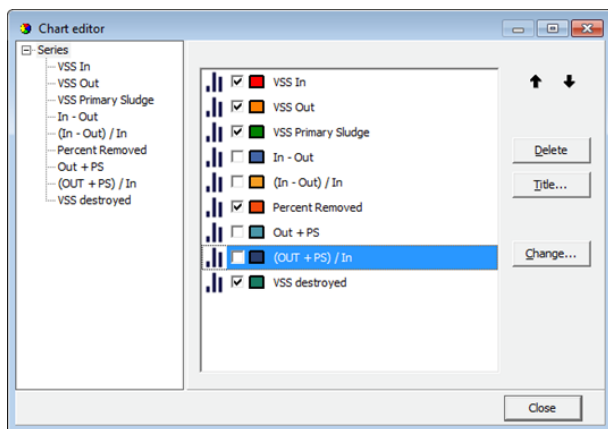 Chart editor
Series
VSS In
VSS Out
VSS Primary Sludge
In - Out
(In - Out) / In
Percent Removed
Out + PS
(OUT + PS) / In
VSS destroyed
VSS In
VSS Out
VSS Primary Sludge
In - Out
(In - Out) / In
Percent Removed
Out + PS
(OUT + PS) / In
VSS destroyed
Delete
Title...
Change...
Close